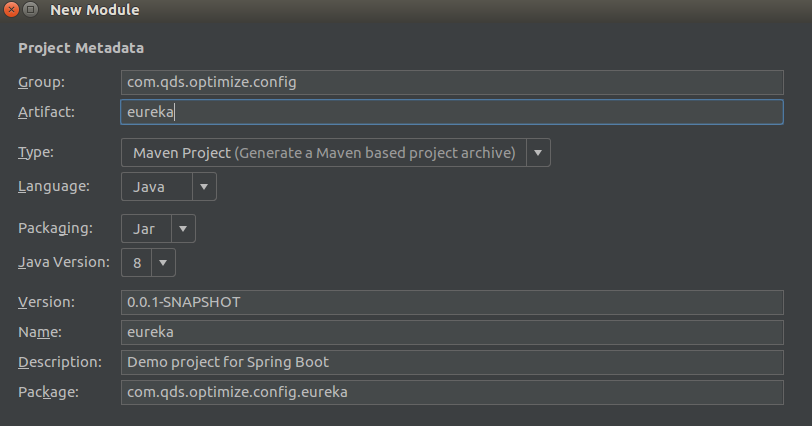 New Module
Project Metadata
Group: com.qds.optimize.config
Artifact: eureka
Type: Maven Project (Generate a Maven based project archive)
Language: Java
Packaging: Jar
Java Version: 8
Version: 0.0.1-SNAPSHOT
Name: eureka
Description: Demo project for Spring Boot
Package: com.qds.optimize.config.eureka